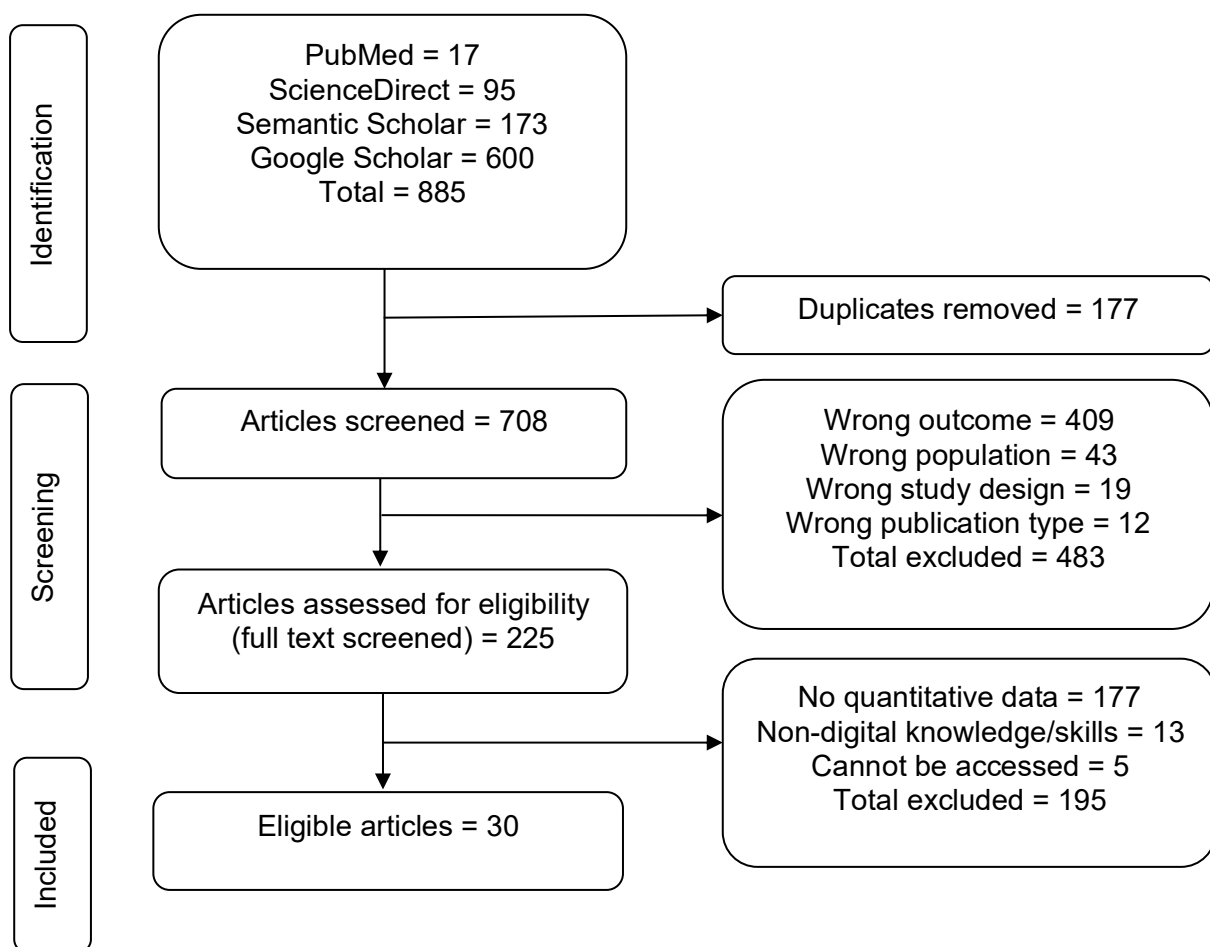 Identification
PubMed = 17
ScienceDirect = 95
Semantic Scholar = 173
Google Scholar = 600
Total = 885
Duplicates removed = 177
Screening
Articles screened = 708
Wrong outcome = 409
Wrong population = 43
Wrong study design = 19
Wrong publication type = 12
Total excluded = 483
Articles assessed for eligibility
(full text screened) = 225
No quantitative data = 177
Non-digital knowledge/skills = 13
Cannot be accessed = 5
Total excluded = 195
Included
Eligible articles = 30